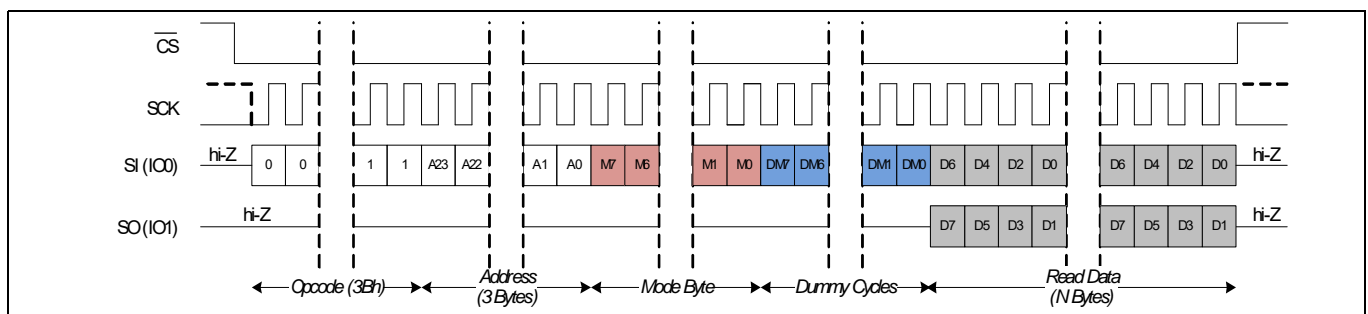 CS
SCK
SI (IO0) hi-Z 0 0 1 1 A23 A22 A1 A0 M7 M6 M1 M0 DM7 DM6 DM1 DM0 D6 D4 D2 D0 D6 D4 D2 D0 hi-Z
SO (IO1) hi-Z D7 D5 D3 D1 D7 D5 D3 D1 hi-Z
Opcode (3Bh) Address Mode Byte Dummy Cycles Read Data
(3 Bytes) (N Bytes)